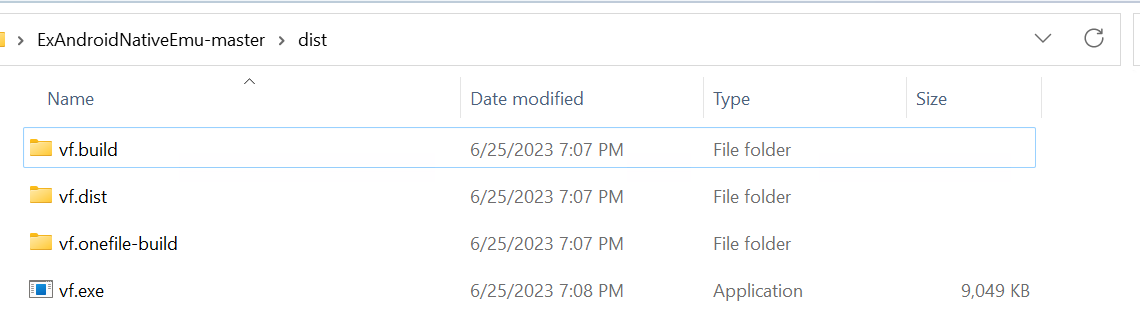 ExAndroidNativeEmu-master > dist
Name Date modified Type Size
vf.build 6/25/2023 7:07 PM File folder
vf.dist 6/25/2023 7:07 PM File folder
vf.onefile-build 6/25/2023 7:07 PM File folder
vf.exe 6/25/2023 7:08 PM Application 9,049 KB